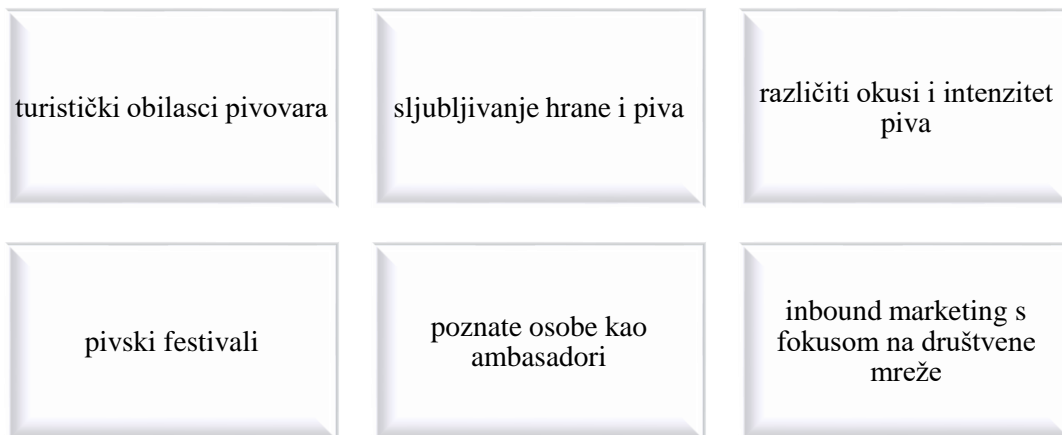 turistički obilasci pivovara
sljubljivanje hrane i piva
različiti okusi i intenzitet
piva
pivski festivali
poznate osobe kao
ambasadori
inbound marketing s
fokusom na društvene
mreže